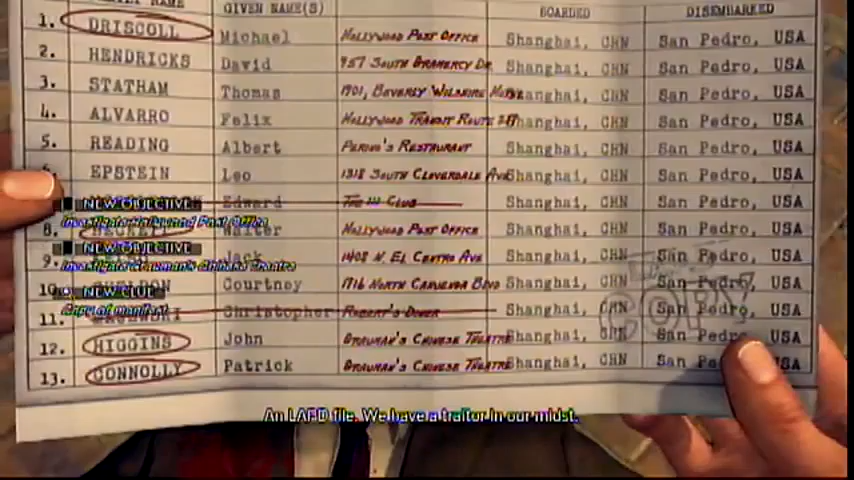 GIVEN NAME(S) BOARDED DISEMBARKED
1. DRISCOLL Michael Hollywood Post Office Shanghai, CHN San Pedro, USA
2. HENDRICKS David 957 South Gramercy Dr. Shanghai, CHN San Pedro, USA
3. STATHAM Thomas 1901, Beverly Wilshire Shanghai, CHN San Pedro, USA
4. ALVARRO Felix Hollywood Transit Route Shanghai, CHN San Pedro, USA
5. READING Albert Perino's Restaurant Shanghai, CHN San Pedro, USA
6. EPSTEIN Leo 1318 South Cloverdale Ave Shanghai, CHN San Pedro, USA
NEW OBJECTIVE Edward The 111 Club Shanghai, CHN San Pedro, USA
Investigate Hollywood Post Office
8. Walter Hollywood Post Office Shanghai, CHN San Pedro, USA
NEW OBJECTIVE
9. Jack 1408 N. El Centro Ave Shanghai, CHN San Pedro, USA
Investigate Grauman's Chinese Theatre
10. Courtney 1716 North Cahuenga Blvd Shanghai, CHN San Pedro, USA
NEW CLUE
Copy of manifest
11. Christopher Robert's Diner Shanghai, CHN San Pedro, USA
COPY
12. HIGGINS John Grauman's Chinese Theatre Shanghai, CHN San Pedro, USA
13. CONNOLLY Patrick Grauman's Chinese Theatre Shanghai, CHN San Pedro, USA
An LAPD file. We have a traitor in our midst.